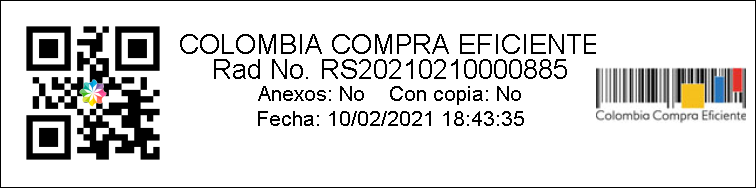 COLOMBIA COMPRA EFICIENTE
Rad No. RS20210210000885
Anexos: No Con copia: No
Fecha: 10/02/2021 18:43:35
Colombia Compra Eficiente